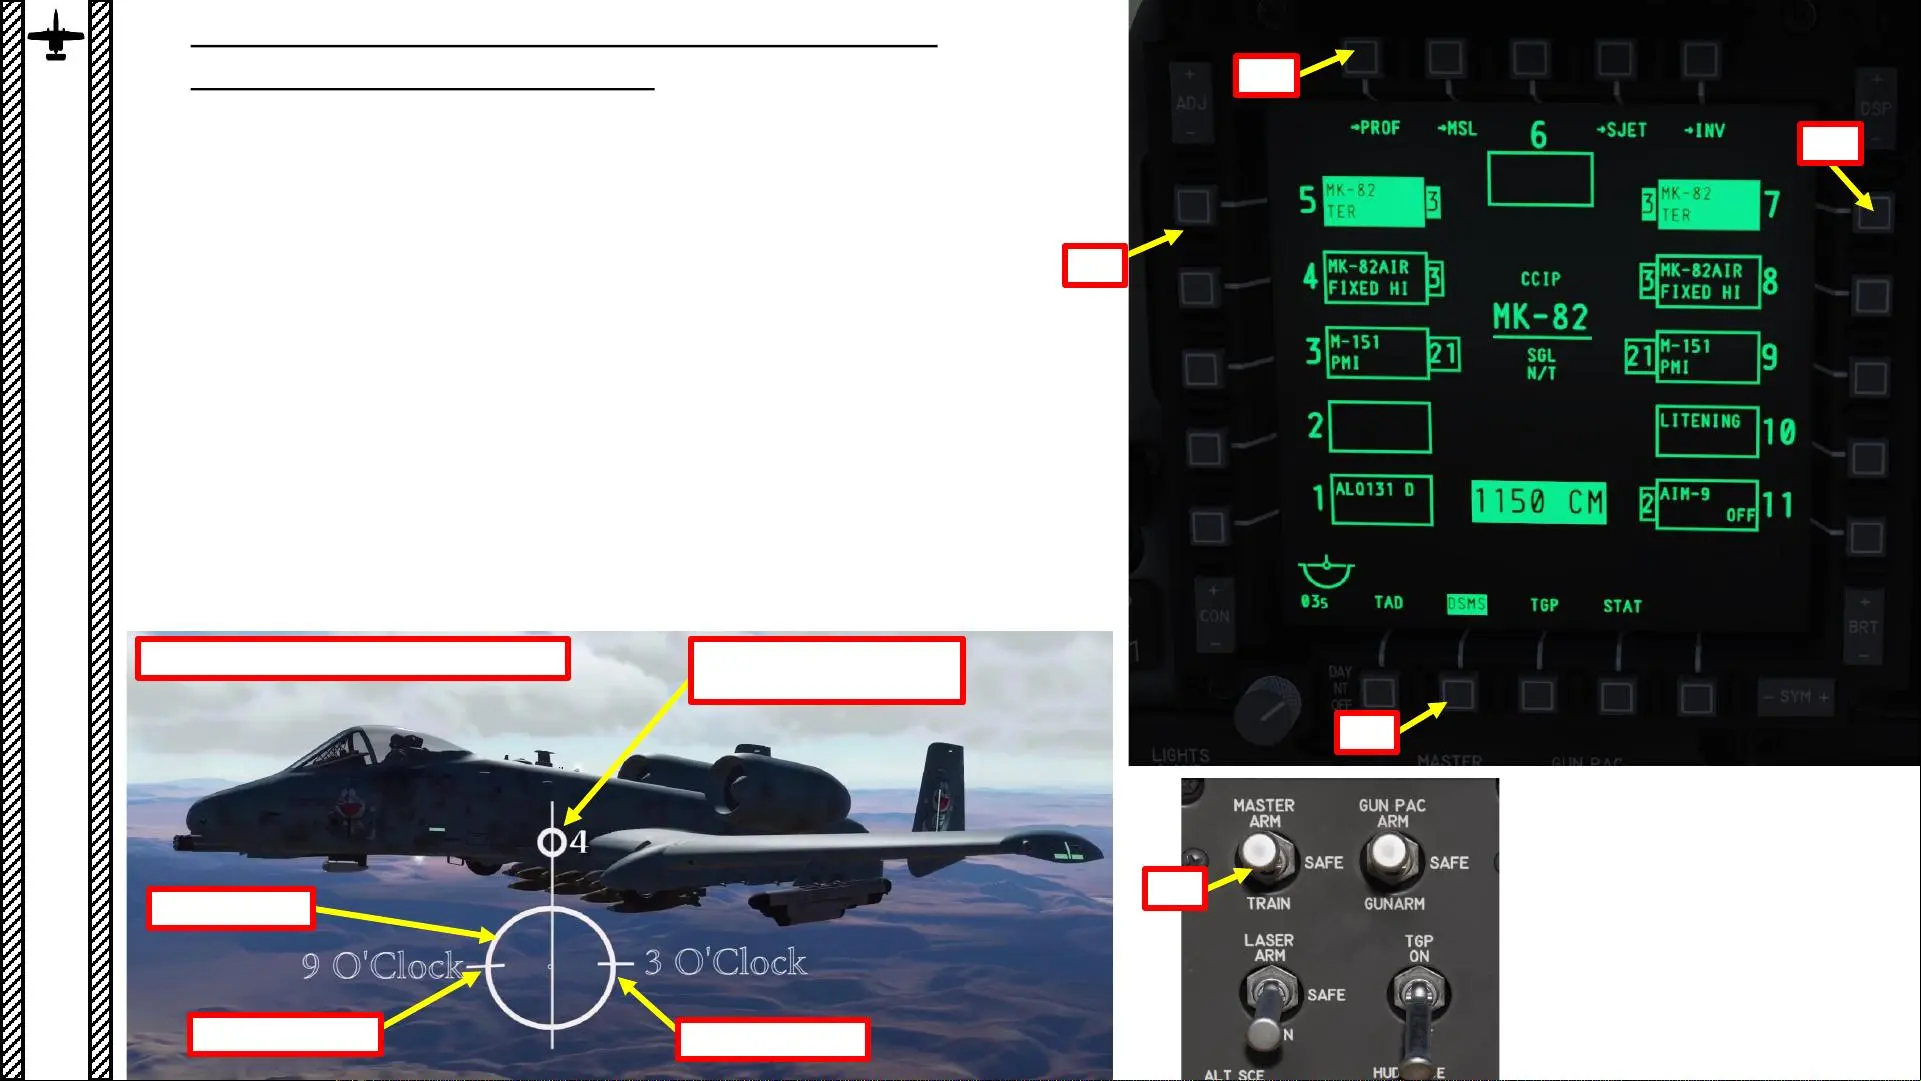 ADJ
DSP
→PROF
→MSL
6
→SJET
→INV
5
MK-82
TER
3
3
MK-82
TER
7
4
MK-82AIR
FIXED HI
3
CCIP
3
MK-82AIR
FIXED HI
8
MK-82
3
M-151
PMI
21
SGL
N/T
21
M-151
PMI
9
2
LITENING
10
1
ALQ131 D
1150 CM
2
AIM-9
OFF
11
03s
TAD
DSMS
TGP
STAT
CON
BRT
DAY
NT
OFF
- SYM +
LIGHTS
MASTER
GUN PAC
4
9 O'Clock
3 O'Clock
MASTER
ARM
GUN PAC
ARM
SAFE
SAFE
TRAIN
GUNARM
LASER
ARM
TGP
ON
SAFE
N
ALT SCE
HUD
E